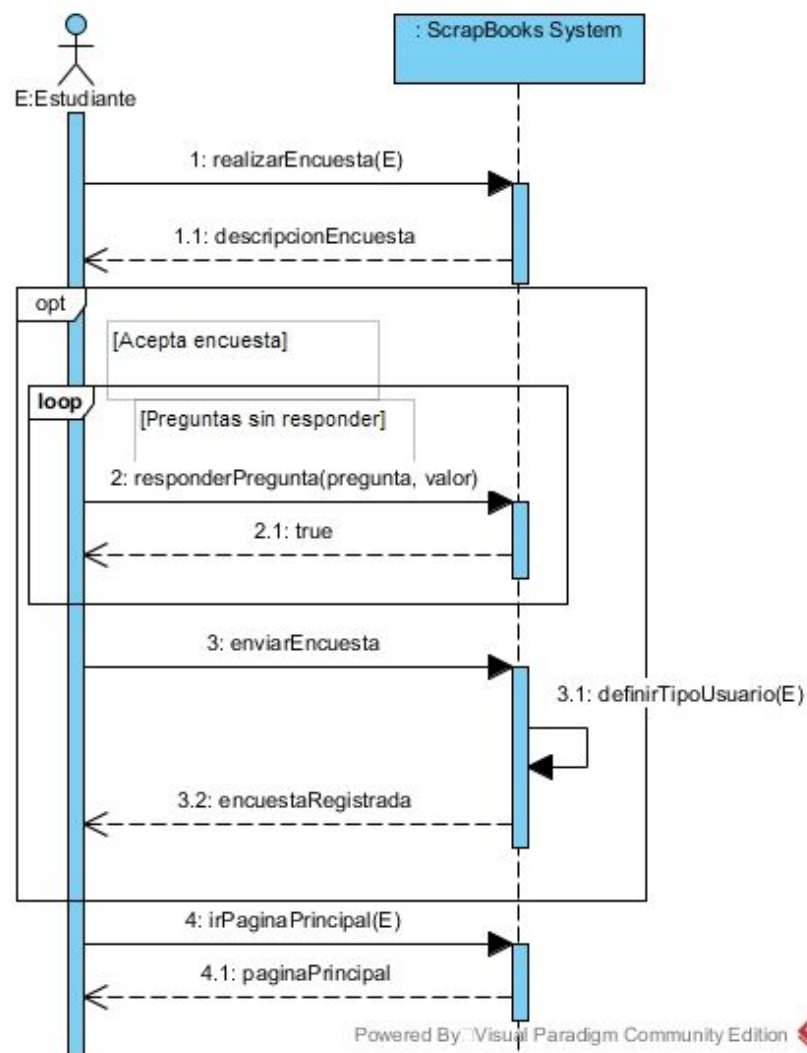 : ScrapBooks System
E:Estudiante
1: realizarEncuesta(E)
1.1: descripcionEncuesta
opt
[Acepta encuesta]
loop
[Preguntas sin responder]
2: responderPregunta(pregunta, valor)
2.1: true
3: enviarEncuesta
3.1: definirTipoUsuario(E)
3.2: encuestaRegistrada
4: irPaginaPrincipal(E)
4.1: paginaPrincipal
Powered By Visual Paradigm Community Edition